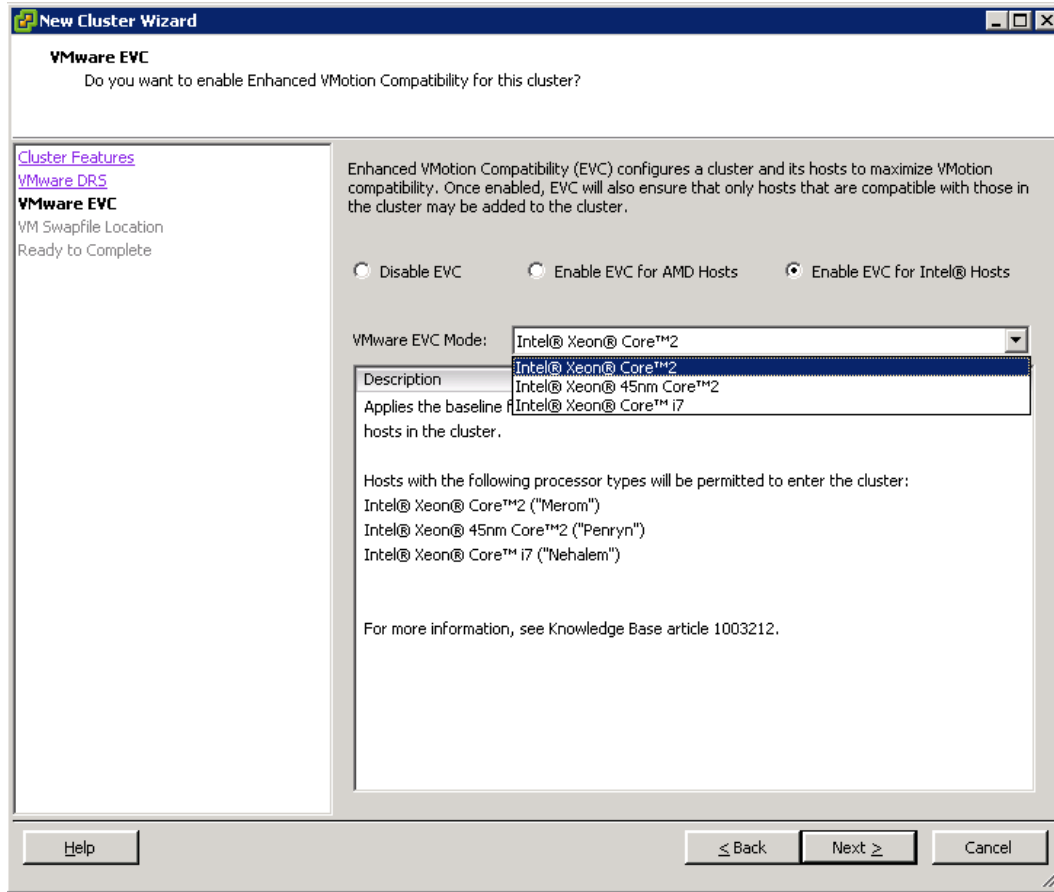 New Cluster Wizard
VMware EVC
Do you want to enable Enhanced VMotion Compatibility for this cluster?
Cluster Features
VMware DRS
VMware EVC
VM Swapfile Location
Ready to Complete
Enhanced VMotion Compatibility (EVC) configures a cluster and its hosts to maximize VMotion
compatibility. Once enabled, EVC will also ensure that only hosts that are compatible with those in
the cluster may be added to the cluster.
Disable EVC
Enable EVC for AMD Hosts
Enable EVC for Intel® Hosts
VMware EVC Mode:
Intel® Xeon® Core™2
Intel® Xeon® Core™2
Intel® Xeon® 45nm Core™2
Intel® Xeon® Core™ i7
Description
Applies the baseline f
hosts in the cluster.
Hosts with the following processor types will be permitted to enter the cluster:
Intel® Xeon® Core™2 ("Merom")
Intel® Xeon® 45nm Core™2 ("Penryn")
Intel® Xeon® Core™ i7 ("Nehalem")
For more information, see Knowledge Base article 1003212.
Help
< Back
Next >
Cancel